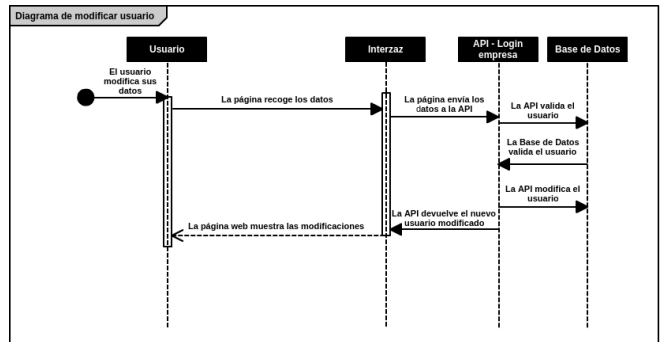 Diagrama de modificar usuario
Usuario
Interzaz
API - Login
empresa
Base de Datos
El usuario
modifica sus
datos
La página recoge los datos
La página envía los
datos a la API
La API valida el
usuario
La Base de Datos
valida el usuario
La API modifica el
usuario
La API devuelve el nuevo
usuario modificado
La página web muestra las modificaciones